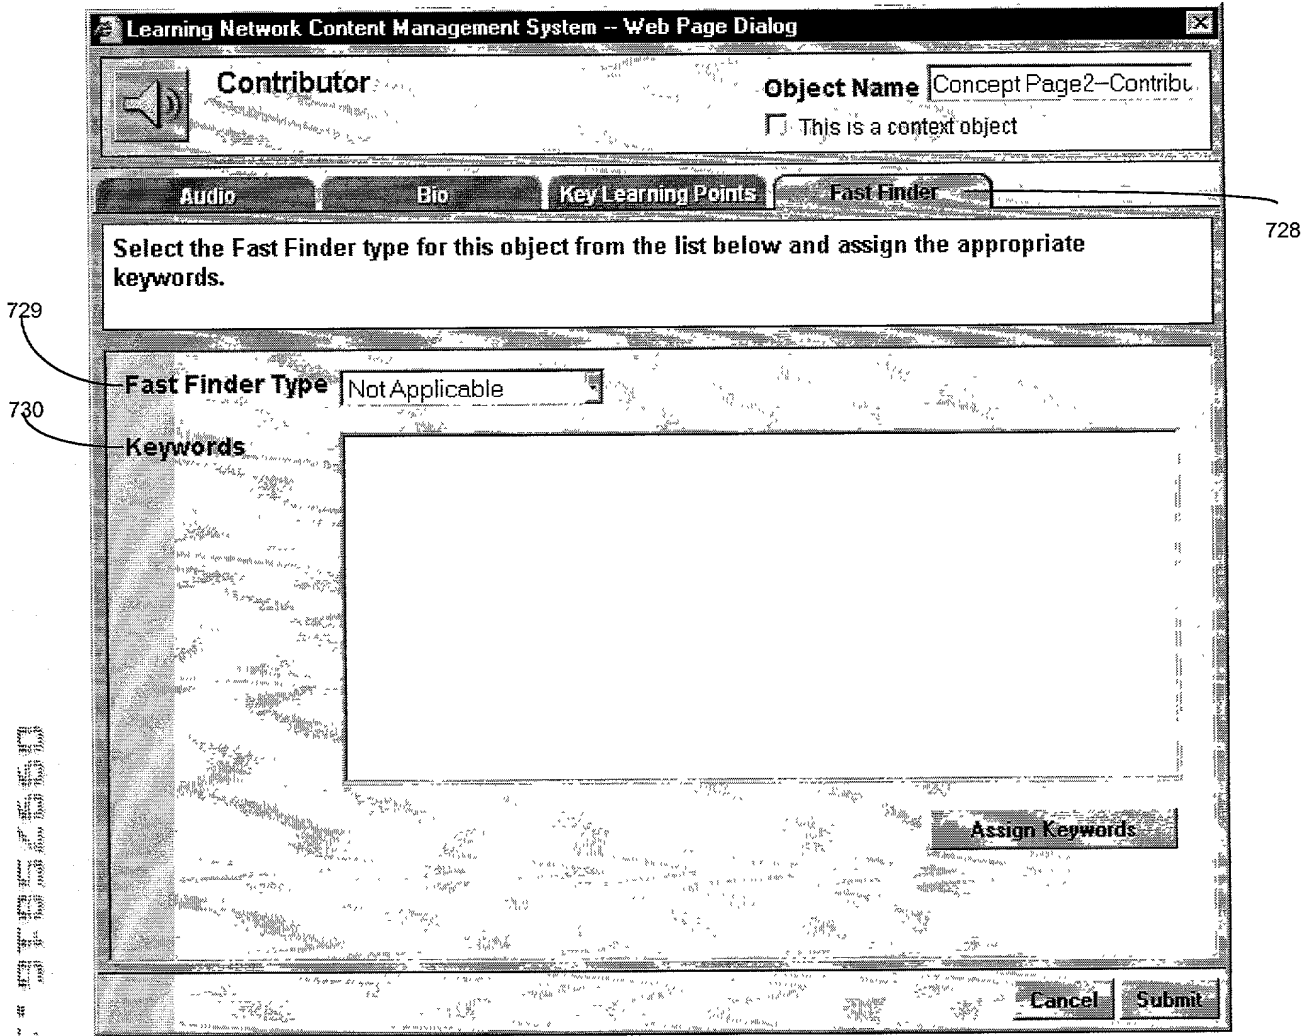 Learning Network Content Management System -- Web Page Dialog
Contributor
Object Name Concept Page2-Contribu
This is a context object
Audio Bio Key Learning Points Fast Finder
728
Select the Fast Finder type for this object from the list below and assign the appropriate
keywords.
729
Fast Finder Type Not Applicable
730
Keywords
Assign Keywords
Cancel Submit